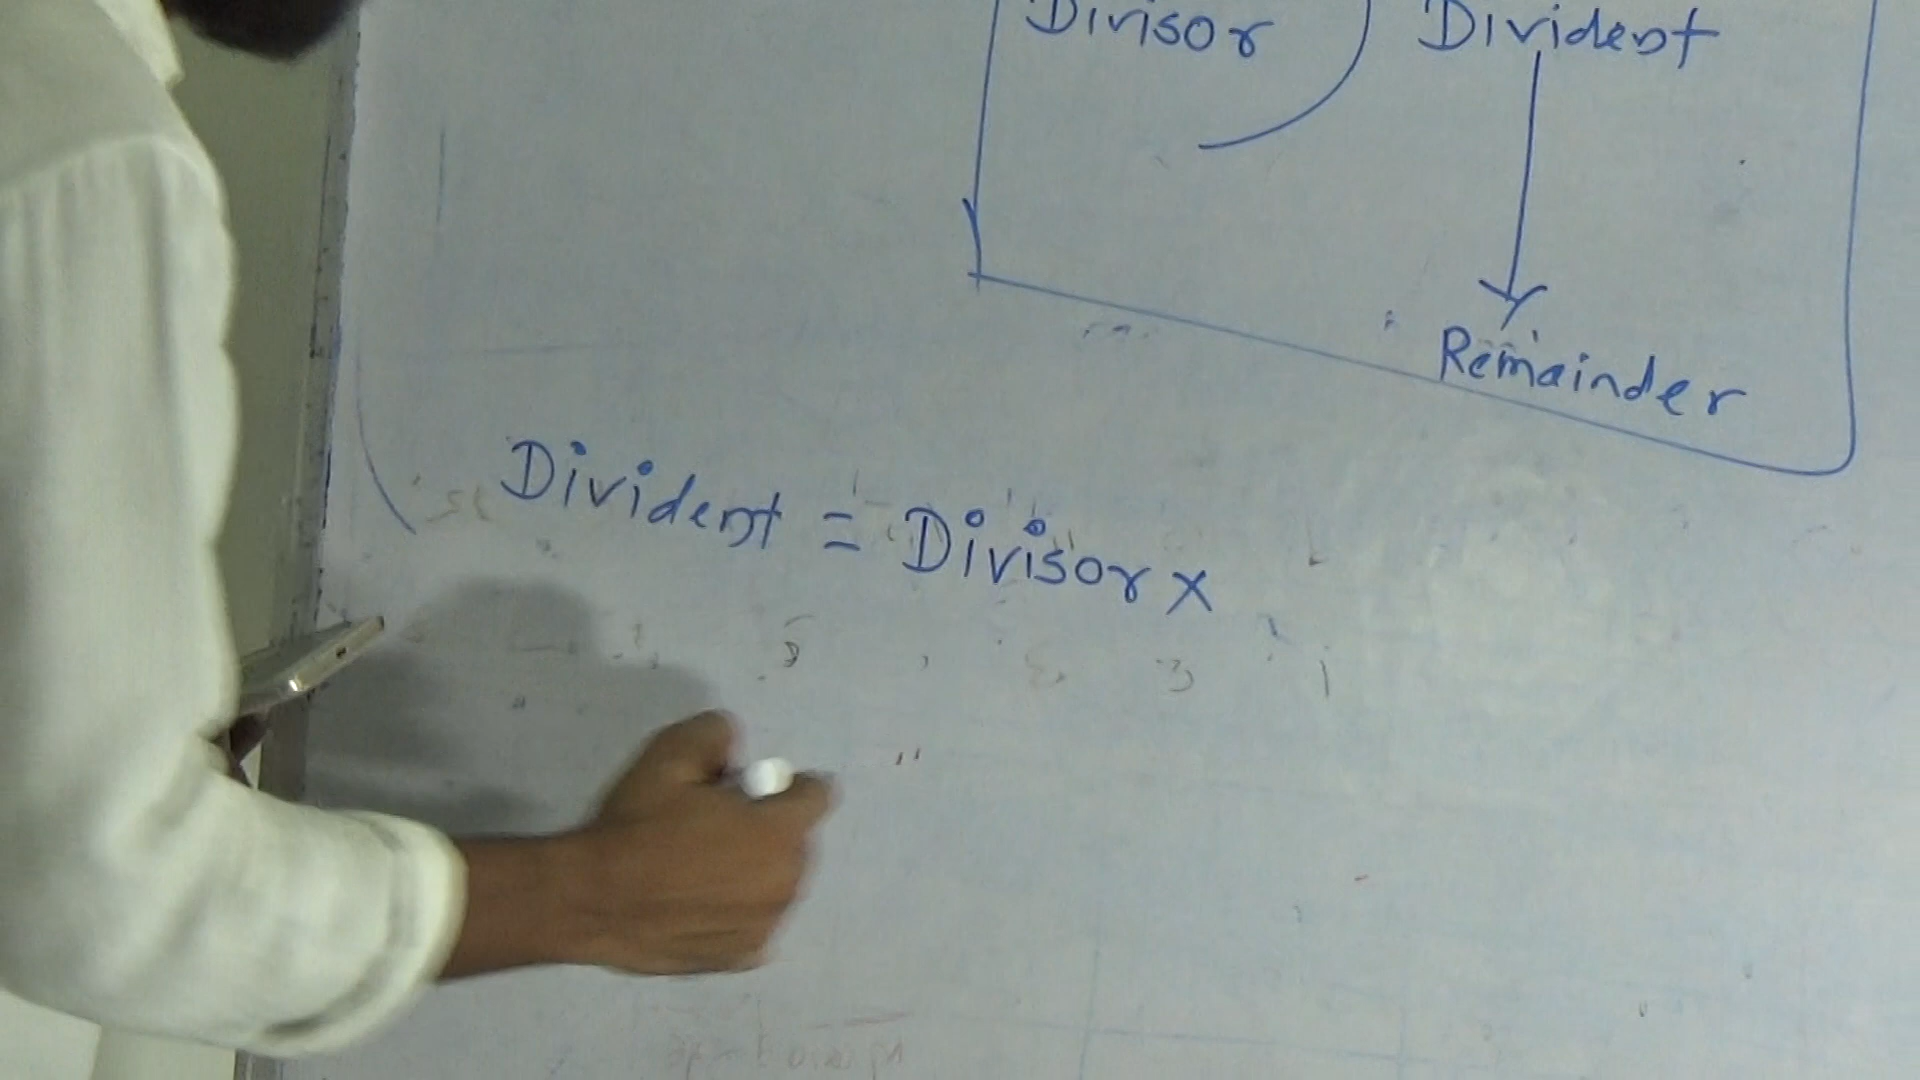 Divisor ) Divident
Remainder
Divident = Divisor x